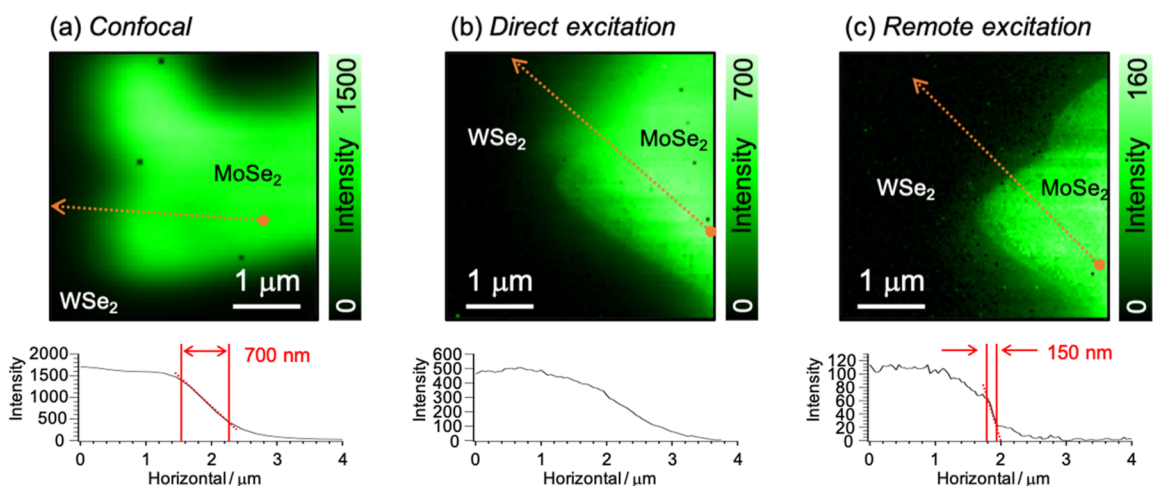 (a) Confocal
MoSe₂
WSe₂
1 μm
0 Intensity 1500
2000
1500
1000
500
0
Intensity
700 nm
0 1 2 3 4
Horizontal / μm
(b) Direct excitation
WSe₂
MoSe₂
1 μm
0 Intensity 700
600
500
400
300
200
100
0
Intensity
0 1 2 3 4
Horizontal / μm
(c) Remote excitation
WSe₂
MoSe₂
1 μm
0 Intensity 160
120
100
80
60
40
20
0
Intensity
150 nm
0 1 2 3 4
Horizontal / μm